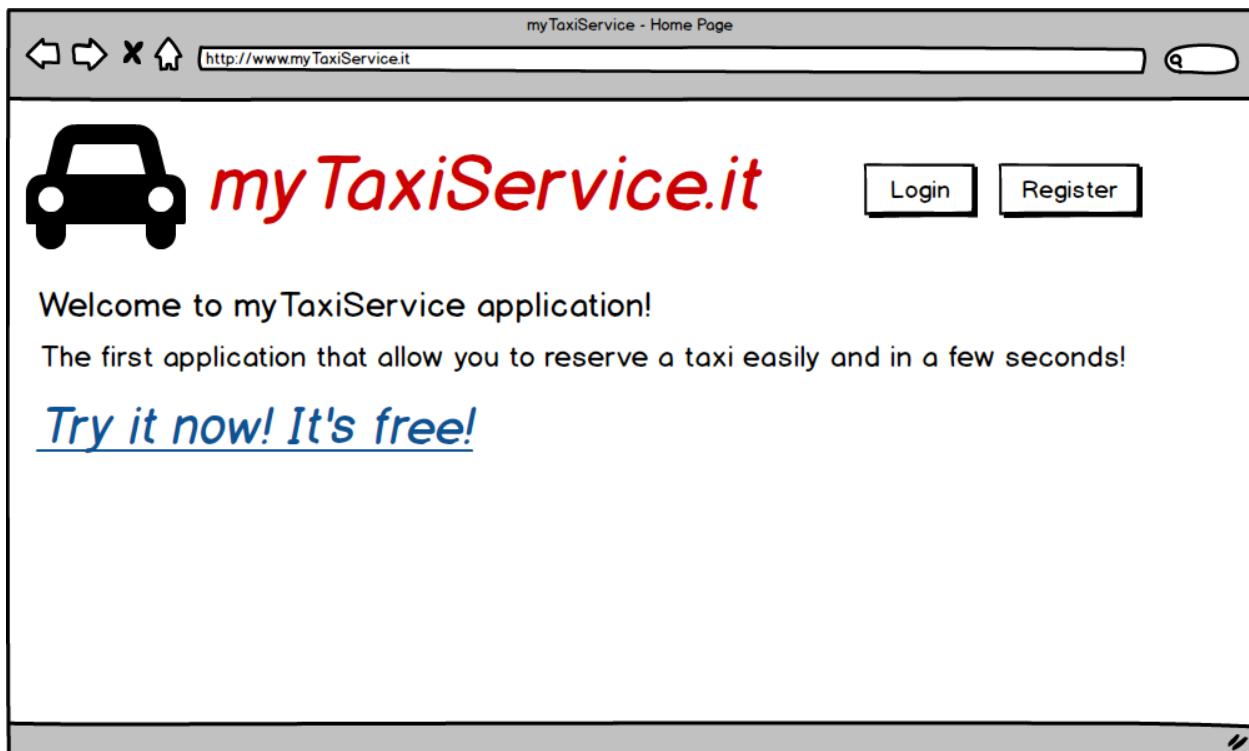 myTaxiService - Home Page
http://www.myTaxiService.it
myTaxiService.it
Login
Register
Welcome to myTaxiService application!
The first application that allow you to reserve a taxi easily and in a few seconds!
Try it now! It's free!